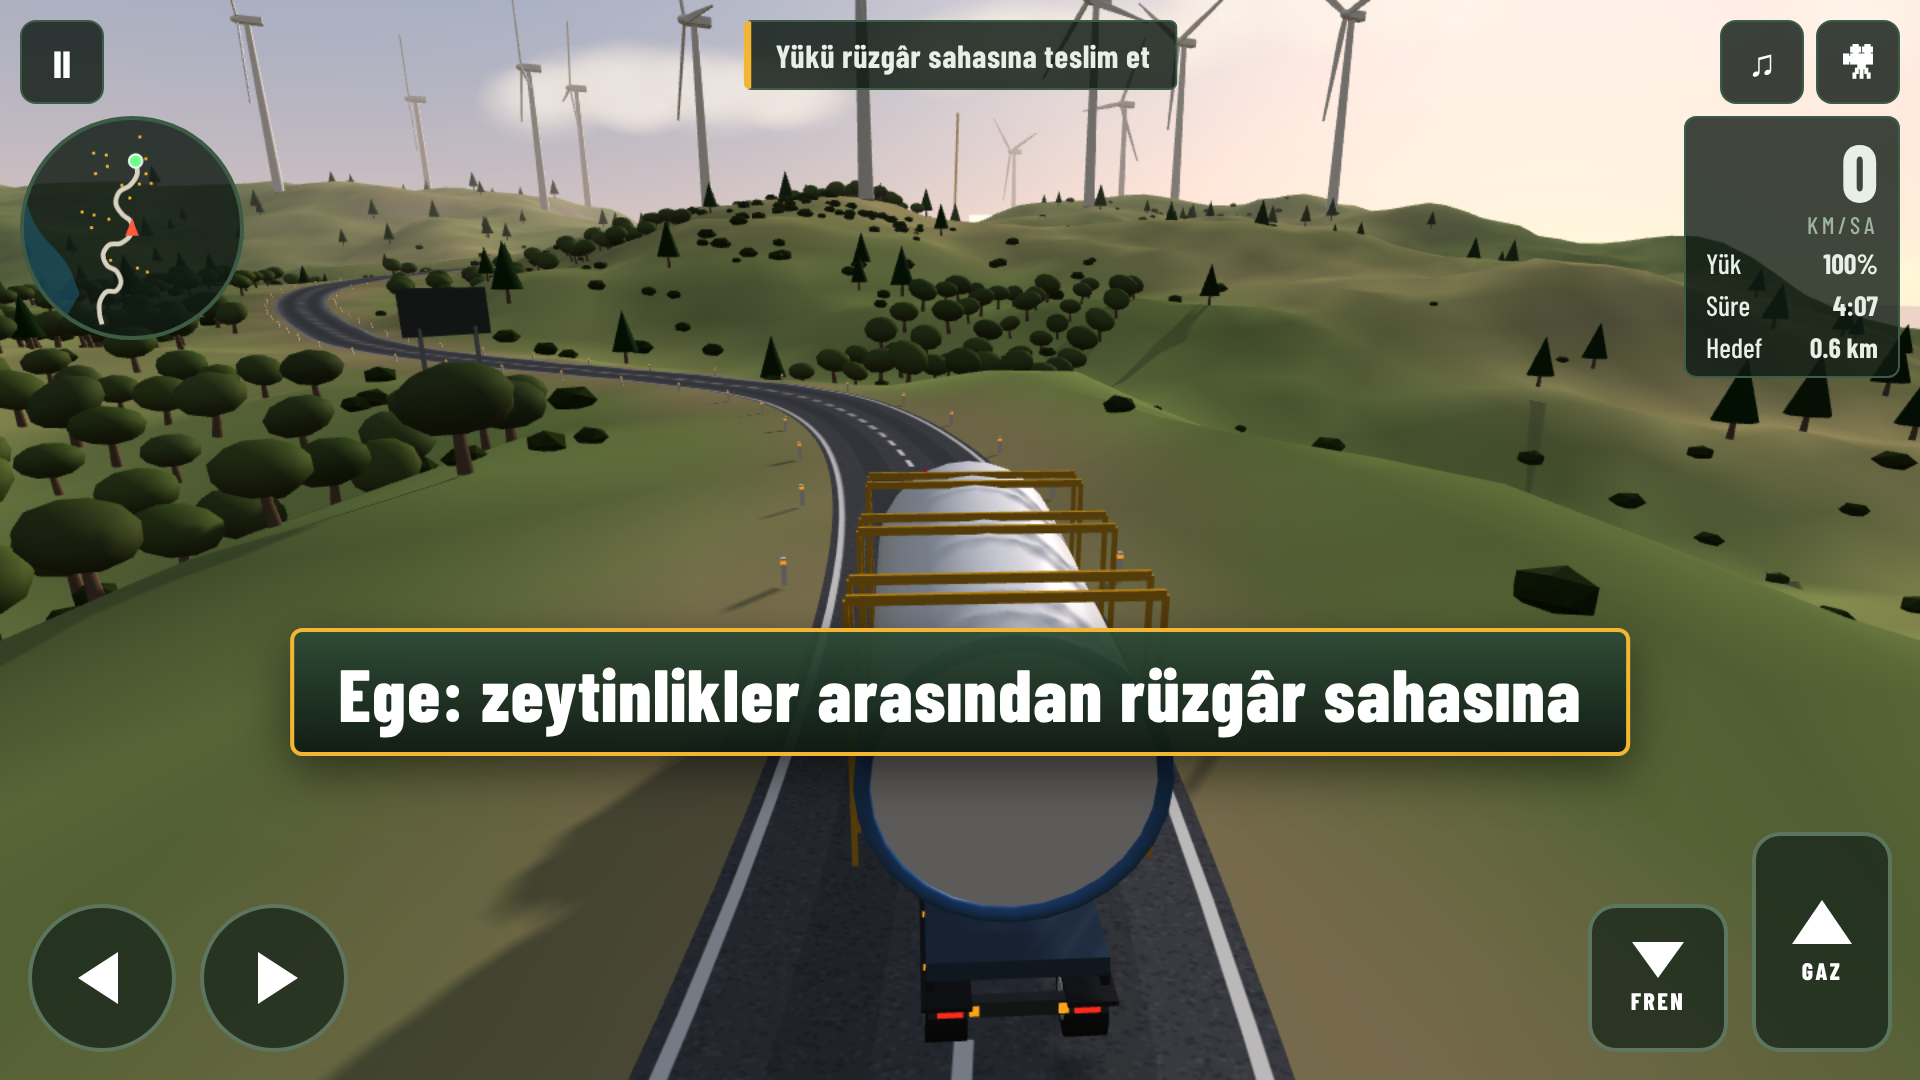 Yükü rüzgâr sahasına teslim et
0
KM/SA
Yük 100%
Süre 4:07
Hedef 0.6 km
Ege: zeytinlikler arasından rüzgâr sahasına
FREN
GAZ